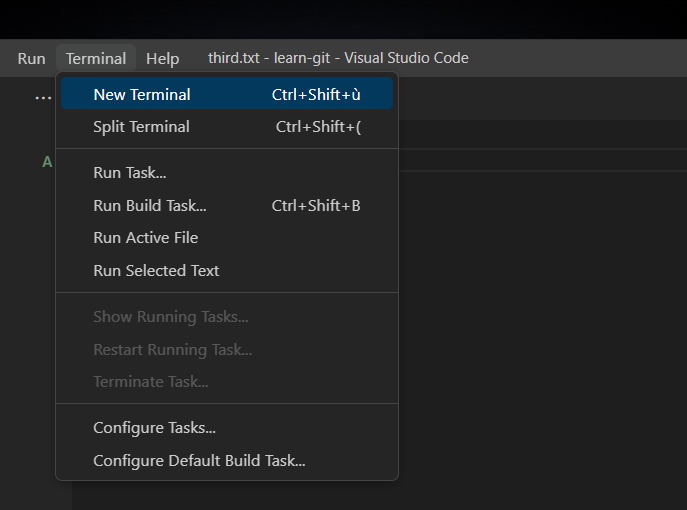 Run Terminal Help third.txt - learn-git - Visual Studio Code
...
New Terminal Ctrl+Shift+ù
Split Terminal Ctrl+Shift+(
A
Run Task...
Run Build Task... Ctrl+Shift+B
Run Active File
Run Selected Text
Show Running Tasks...
Restart Running Task...
Terminate Task...
Configure Tasks...
Configure Default Build Task...